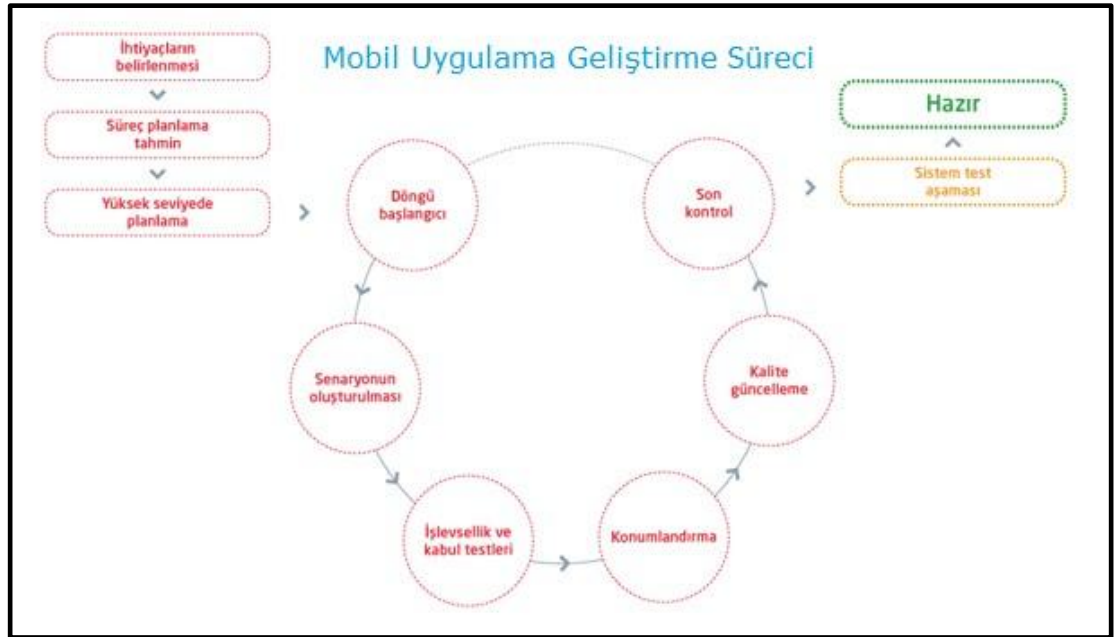 Mobil Uygulama Geliştirme Süreci
İhtiyaçların
belirlenmesi
Süreç planlama
tahmin
Yüksek seviyede
planlama
Döngü
başlangıcı
Senaryonun
oluşturulması
İşlevsellik ve
kabul testleri
Konumlandırma
Kalite
güncelleme
Son
kontrol
Sistem test
aşaması
Hazır